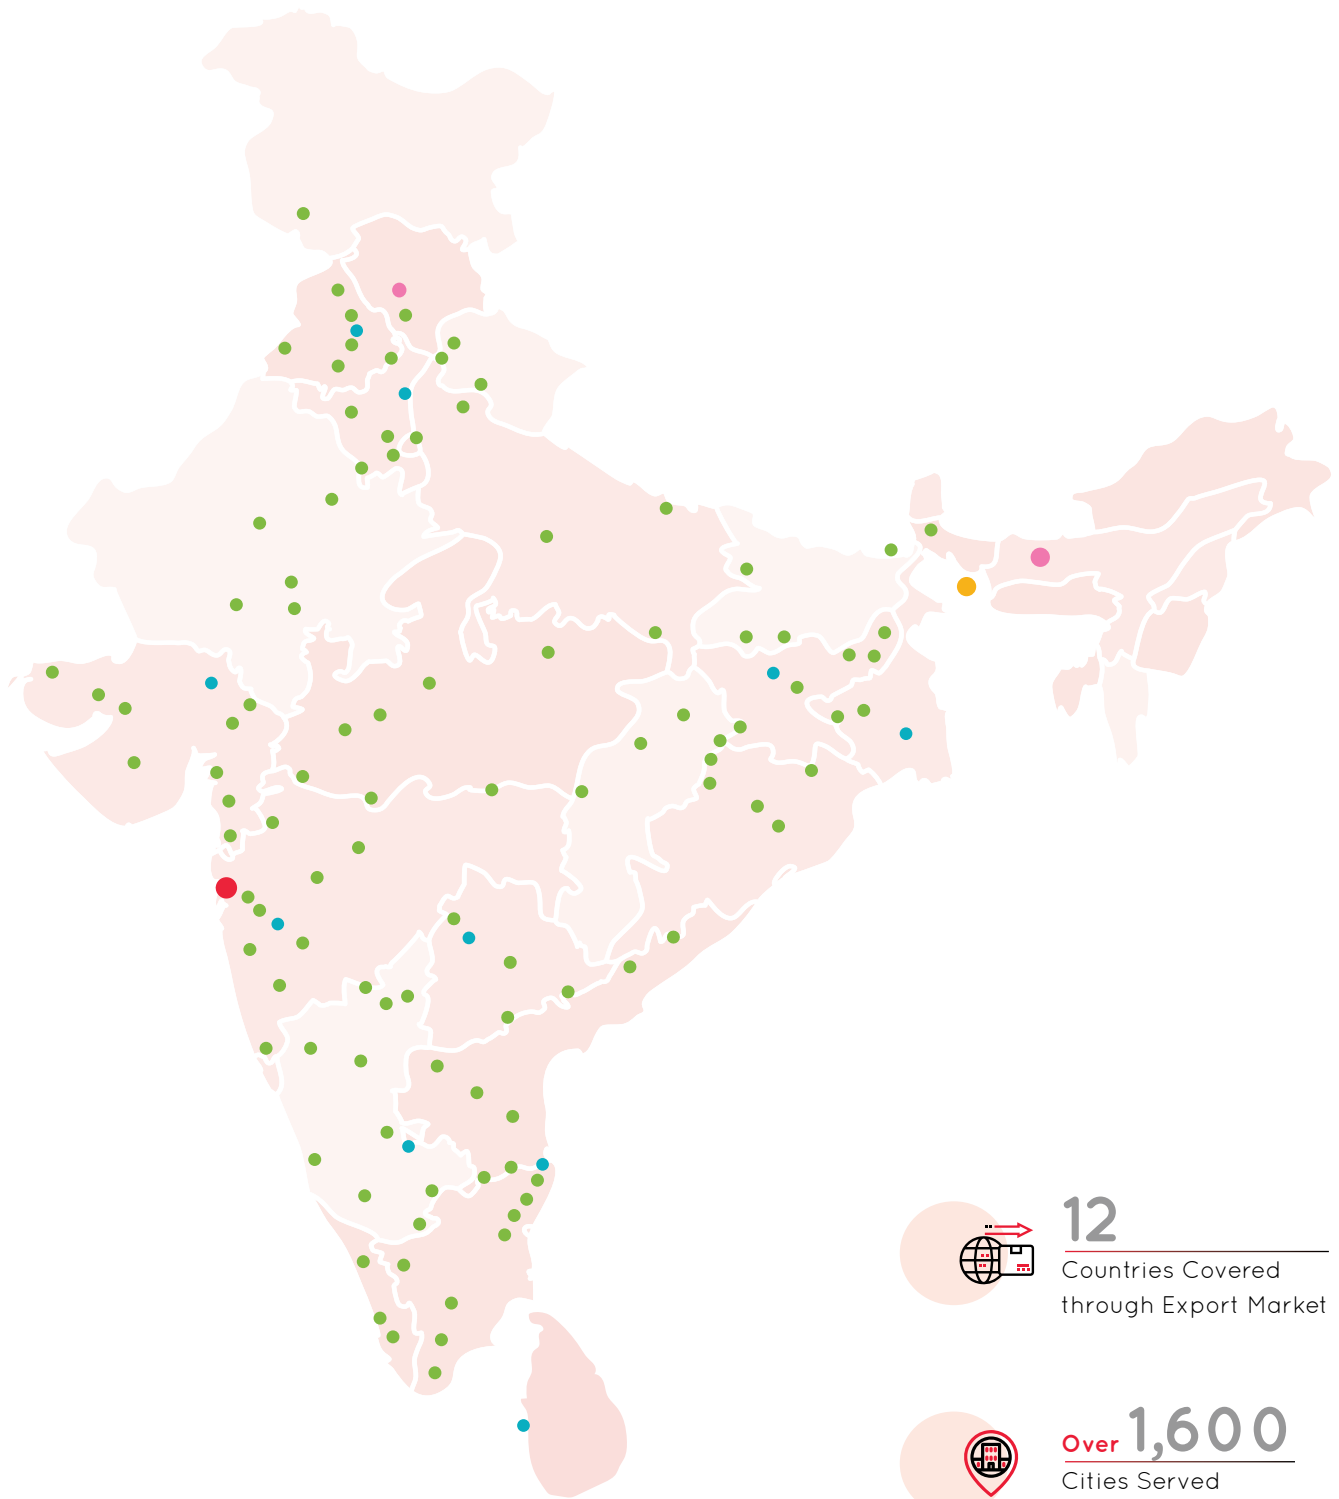 12
Countries Covered
through Export Market
Over 1,600
Cities Served